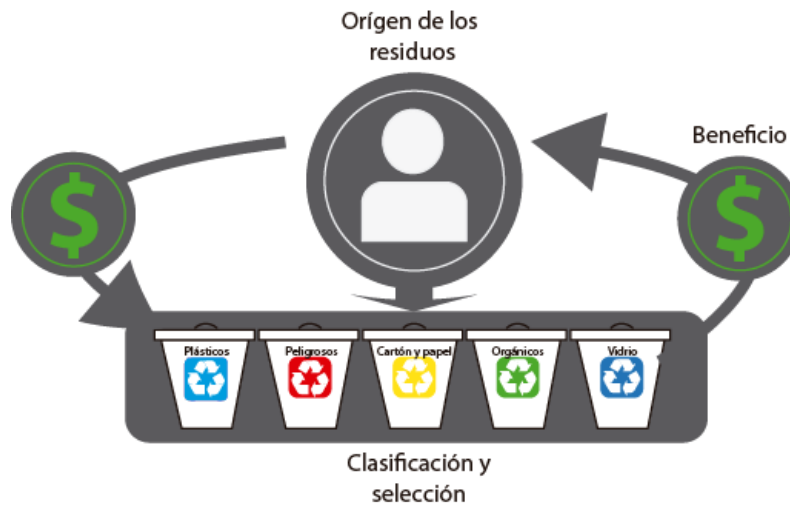 Orígen de los
residuos
Beneficio
$
$
Plásticos
Peligrosos
Cartón y papel
Orgánicos
Vidrio
Clasificación y
selección